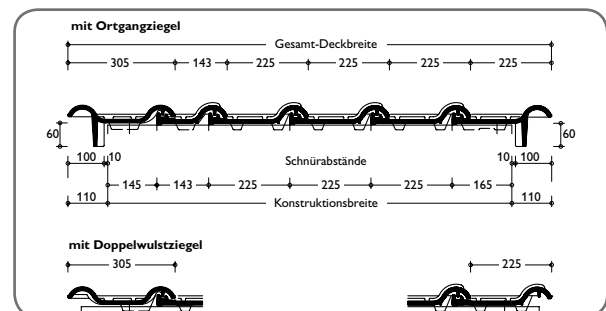 mit Ortgangziegel
Gesamt-Deckbreite
305 143 225 225 225 225
60 60
100 10 Schnürabstände 10 100
145 143 225 225 225 165
110 Konstruktionsbreite 110
mit Doppelwulstziegel
305 225